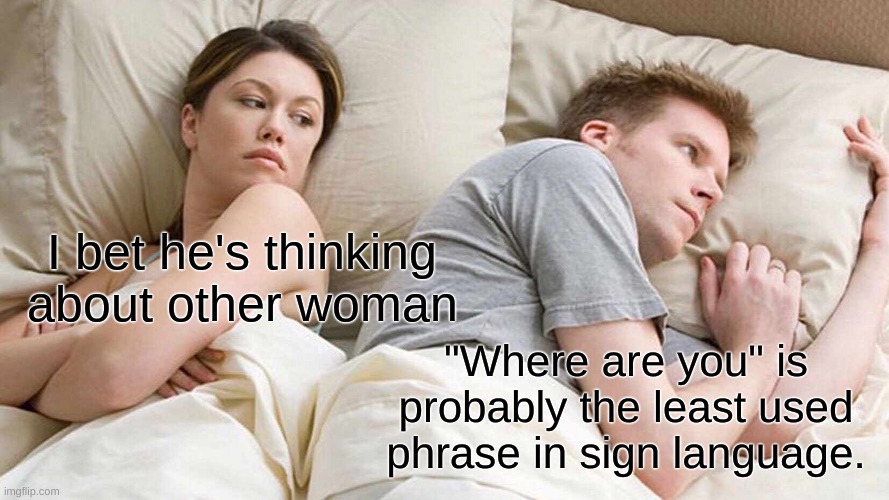 I bet he's thinking
about other woman
"Where are you" is
probably the least used
phrase in sign language.
imgflip.com